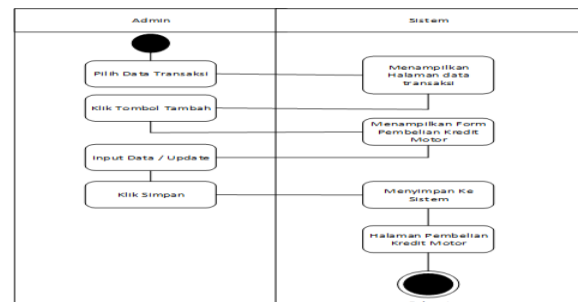 Admin
Sistem
Pilih Data Transaksi
Menampilkan
Halaman data
transaksi
Klik Tombol Tambah
Menampilkan Form
Pembelian Kredit
Motor
Input Data / Update
Klik Simpan
Menyimpan Ke
Sistem
Halaman Pembelian
Kredit Motor